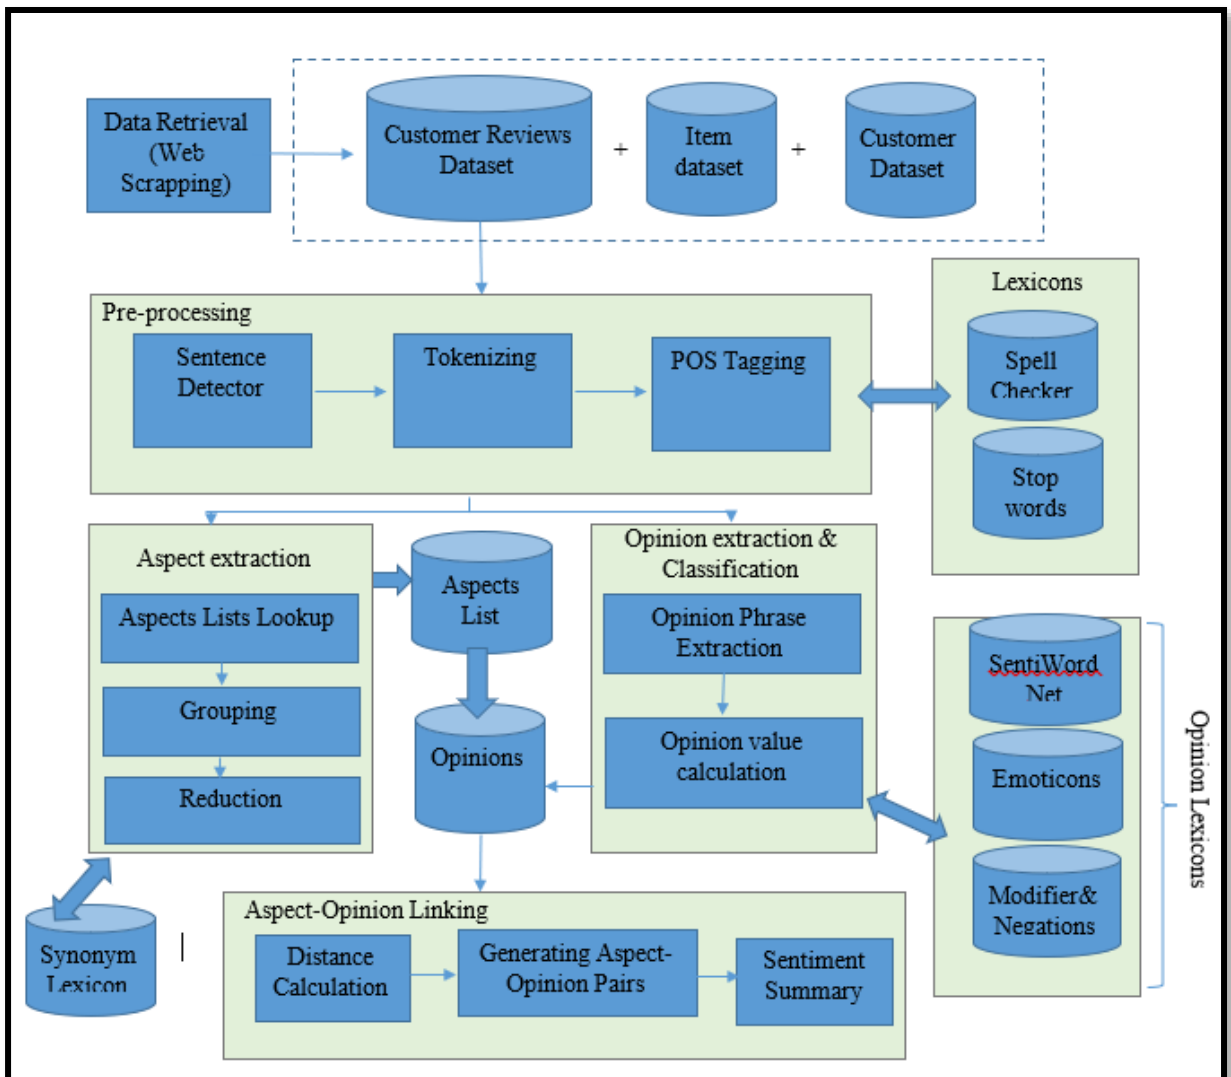 Data Retrieval
(Web
Scrapping)
Customer Reviews
Dataset
+
Item
dataset
+
Customer
Dataset
Pre-processing
Sentence
Detector
Tokenizing
POS Tagging
Lexicons
Spell
Checker
Stop
words
Aspect extraction
Aspects Lists Lookup
Grouping
Reduction
Aspects
List
Opinions
Opinion extraction &
Classification
Opinion Phrase
Extraction
Opinion value
calculation
SentiWord
Net
Emoticons
Modifier&
Negations
Opinion Lexicons
Synonym
Lexicon
Aspect-Opinion Linking
Distance
Calculation
Generating Aspect-
Opinion Pairs
Sentiment
Summary